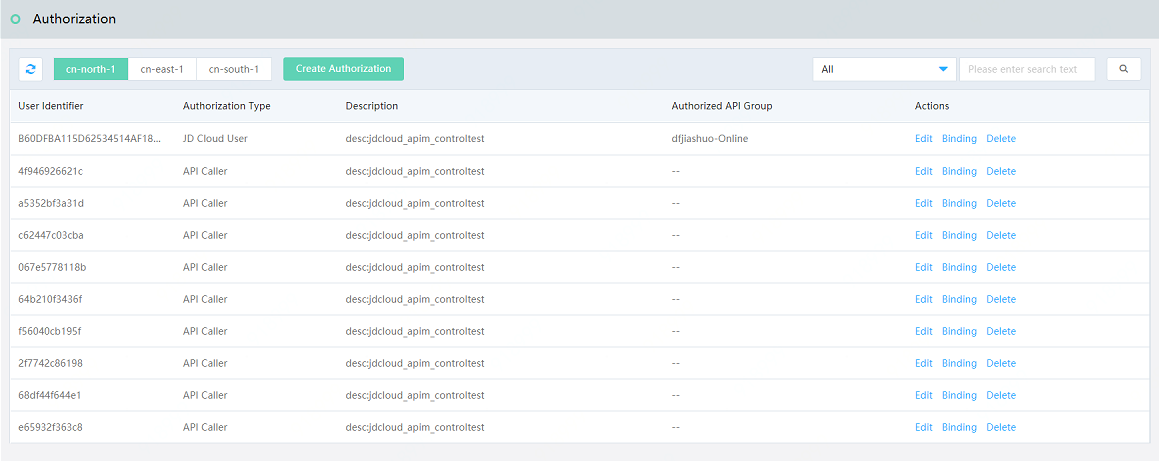 Authorization
cn-north-1 cn-east-1 cn-south-1 Create Authorization All Please enter search text
User Identifier Authorization Type Description Authorized API Group Actions
B60DFBA115D62534514AF18... JD Cloud User desc:jdcloud_apim_controltest dfjiashuo-Online Edit Binding Delete
4f946926621c API Caller desc:jdcloud_apim_controltest -- Edit Binding Delete
a5352bf3a31d API Caller desc:jdcloud_apim_controltest -- Edit Binding Delete
c62447c03cba API Caller desc:jdcloud_apim_controltest -- Edit Binding Delete
067e5778118b API Caller desc:jdcloud_apim_controltest -- Edit Binding Delete
64b210f3436f API Caller desc:jdcloud_apim_controltest -- Edit Binding Delete
f56040cb195f API Caller desc:jdcloud_apim_controltest -- Edit Binding Delete
2f7742c86198 API Caller desc:jdcloud_apim_controltest -- Edit Binding Delete
68df44f644e1 API Caller desc:jdcloud_apim_controltest -- Edit Binding Delete
e65932f363c8 API Caller desc:jdcloud_apim_controltest -- Edit Binding Delete